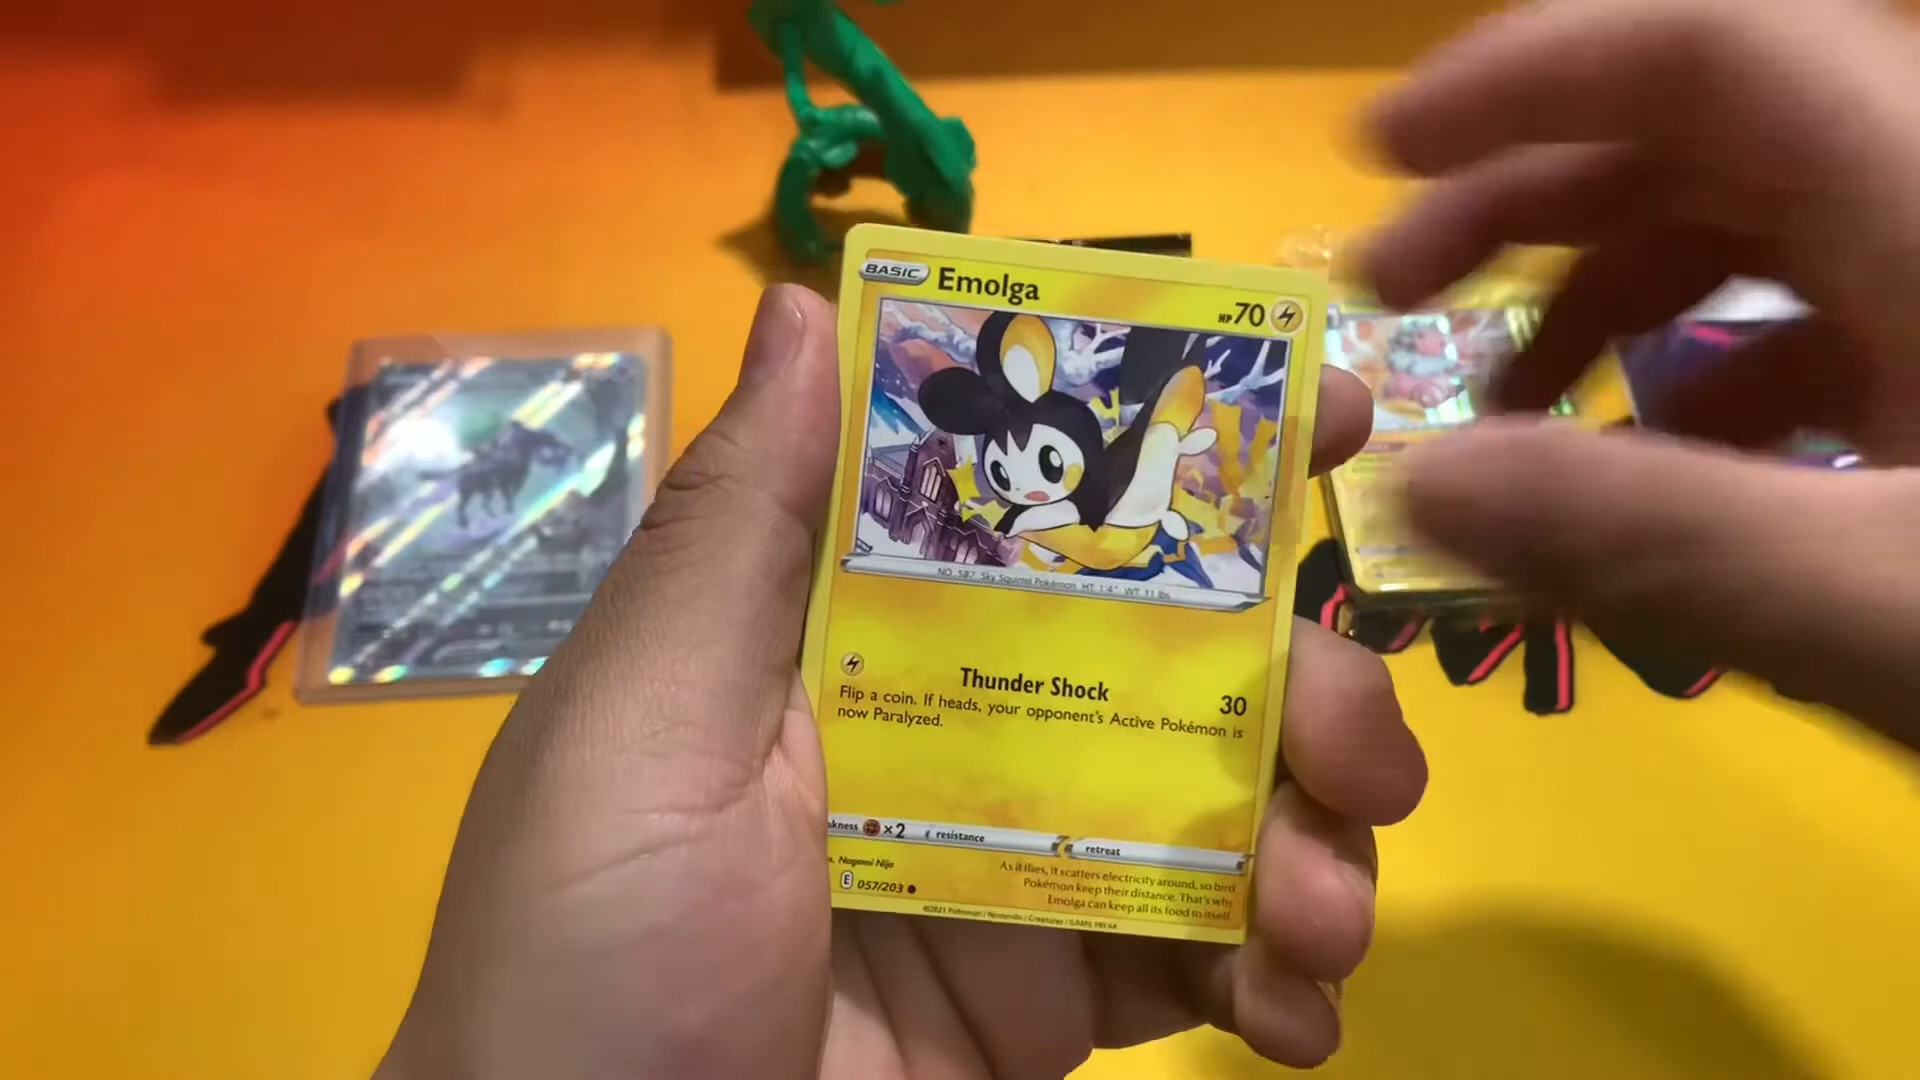 BASIC Emolga HP 70
NO. 587 Sky Squirrel Pokémon HT: 1'4" WT: 11 lbs.
Thunder Shock 30
Flip a coin. If heads, your opponent's Active Pokémon is
now Paralyzed.
akness ×2 resistance retreat
s. Nagomi Nijo
E 057/203
As it flies, it scatters electricity around, so bird
Pokémon keep their distance. That's why
Emolga can keep all its food to itself.
©2021 Pokémon / Nintendo / Creatures / GAME FREAK